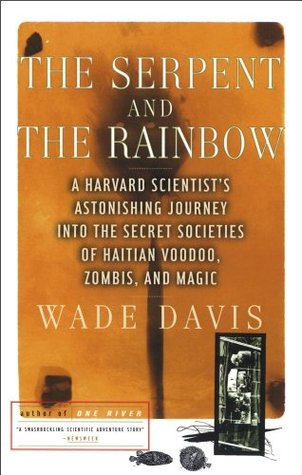 THE SERPENT
AND
THE RAINBOW
A HARVARD SCIENTIST'S
ASTONISHING JOURNEY
INTO THE SECRET SOCIETIES
OF HAITIAN VOODOO,
ZOMBIS, AND MAGIC
WADE DAVIS
author of ONE RIVER
"A SWASHBUCKLING SCIENTIFIC ADVENTURE STORY"
—NEWSWEEK